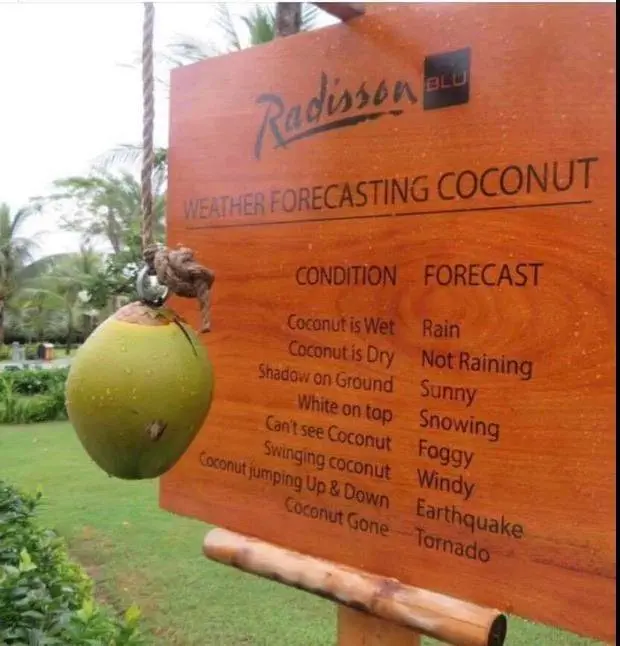 Radisson BLU
WEATHER FORECASTING COCONUT
CONDITION FORECAST
Coconut is Wet Rain
Coconut is Dry Not Raining
Shadow on Ground Sunny
White on top Snowing
Can't see Coconut Foggy
Swinging coconut Windy
Coconut jumping Up & Down Earthquake
Coconut Gone Tornado